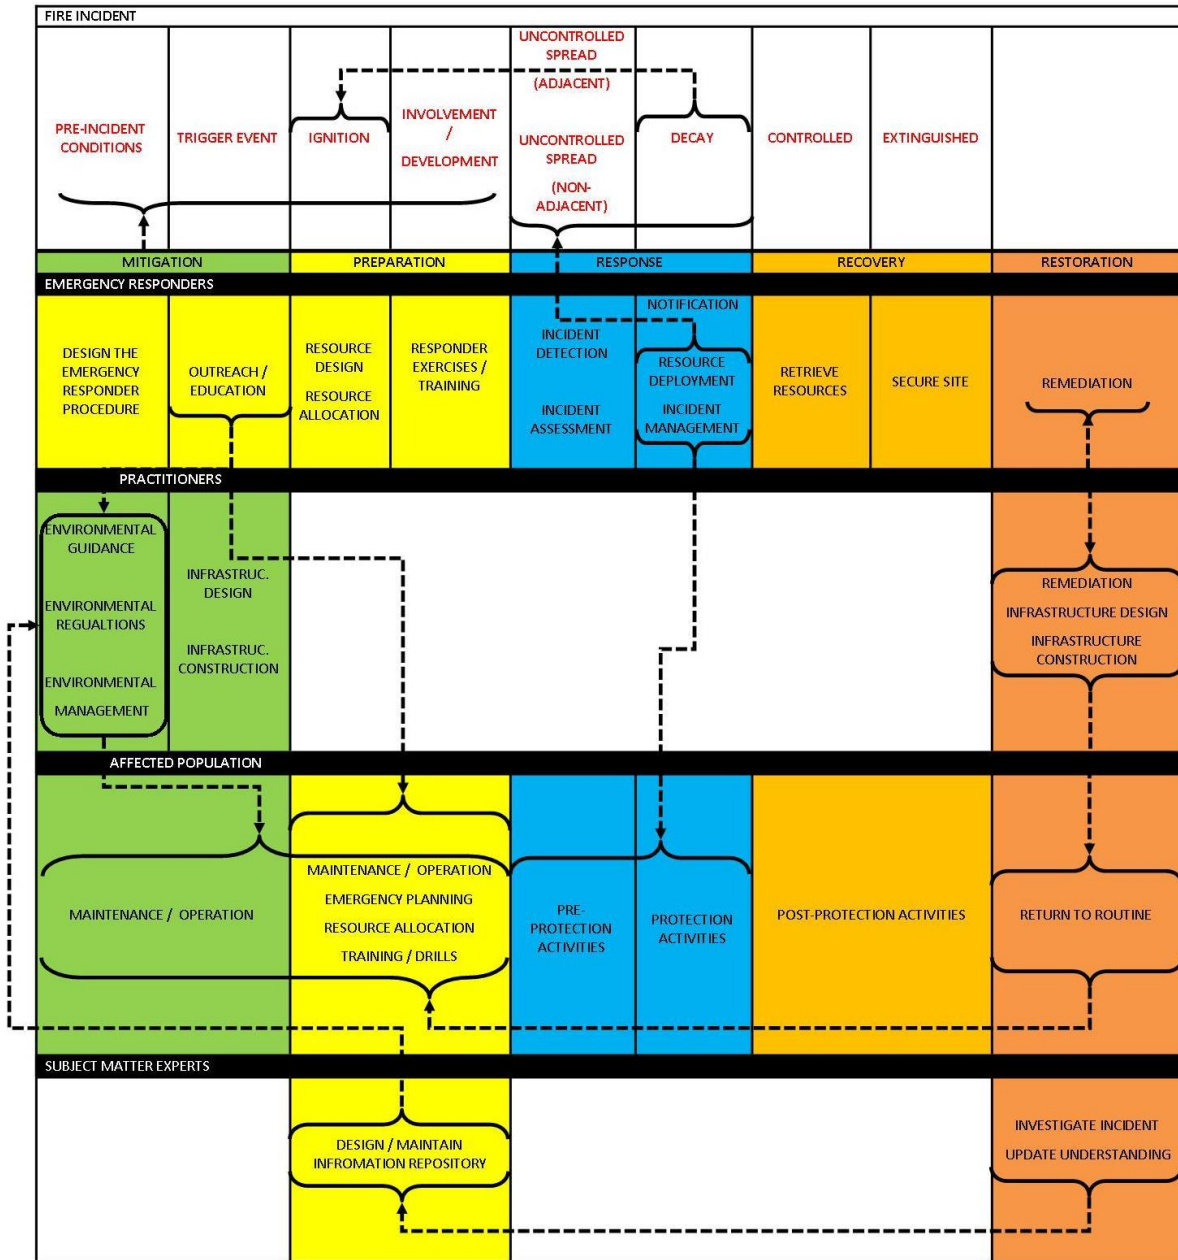 FIRE INCIDENT
PRE-INCIDENT
CONDITIONS
TRIGGER EVENT
IGNITION
INVOLVEMENT
/
DEVELOPMENT
UNCONTROLLED
SPREAD
(ADJACENT)
UNCONTROLLED
SPREAD
(NON-
ADJACENT)
DECAY
CONTROLLED
EXTINGUISHED
MITIGATION
PREPARATION
RESPONSE
RECOVERY
RESTORATION
EMERGENCY RESPONDERS
DESIGN THE
EMERGENCY
RESPONDER
PROCEDURE
OUTREACH /
EDUCATION
RESOURCE
DESIGN
RESOURCE
ALLOCATION
RESPONDER
EXERCISES /
TRAINING
INCIDENT
DETECTION
INCIDENT
ASSESSMENT
NOTIFICATION
RESOURCE
DEPLOYMENT
INCIDENT
MANAGEMENT
RETRIEVE
RESOURCES
SECURE SITE
REMEDIATION
PRACTITIONERS
ENVIRONMENTAL
GUIDANCE
ENVIRONMENTAL
REGUALTIONS
ENVIRONMENTAL
MANAGEMENT
INFRASTRUC.
DESIGN
INFRASTRUC.
CONSTRUCTION
REMEDIATION
INFRASTRUCTURE DESIGN
INFRASTRUCTURE
CONSTRUCTION
AFFECTED POPULATION
MAINTENANCE / OPERATION
MAINTENANCE / OPERATION
EMERGENCY PLANNING
RESOURCE ALLOCATION
TRAINING / DRILLS
PRE-
PROTECTION
ACTIVITIES
PROTECTION
ACTIVITIES
POST-PROTECTION ACTIVITIES
RETURN TO ROUTINE
SUBJECT MATTER EXPERTS
DESIGN / MAINTAIN
INFROMATION REPOSITORY
INVESTIGATE INCIDENT
UPDATE UNDERSTANDING